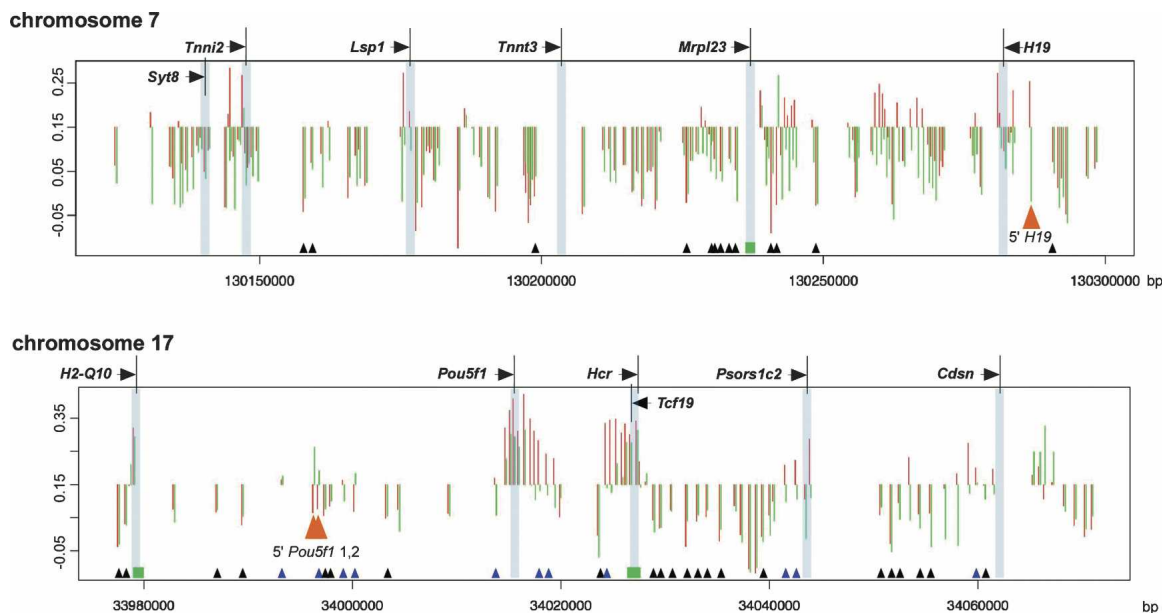 chromosome 7
Tnni2 Lsp1 Tnnt3 Mrpl23 H19
Syt8
0.25
0.15
0.05
-0.05
5' H19
130150000 130200000 130250000 130300000 bp
chromosome 17
H2-Q10 Pou5f1 Hcr Psors1c2 Cdsn
Tcf19
0.35
0.15
-0.05
5' Pou5f1 1,2
33980000 34000000 34020000 34040000 34060000 bp